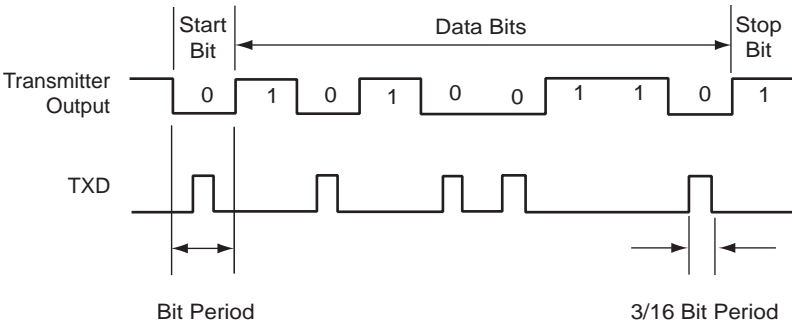 Start
Bit
Data Bits
Stop
Bit
Transmitter
Output
0 1 0 1 0 0 1 1 0 1
TXD
Bit Period
3/16 Bit Period